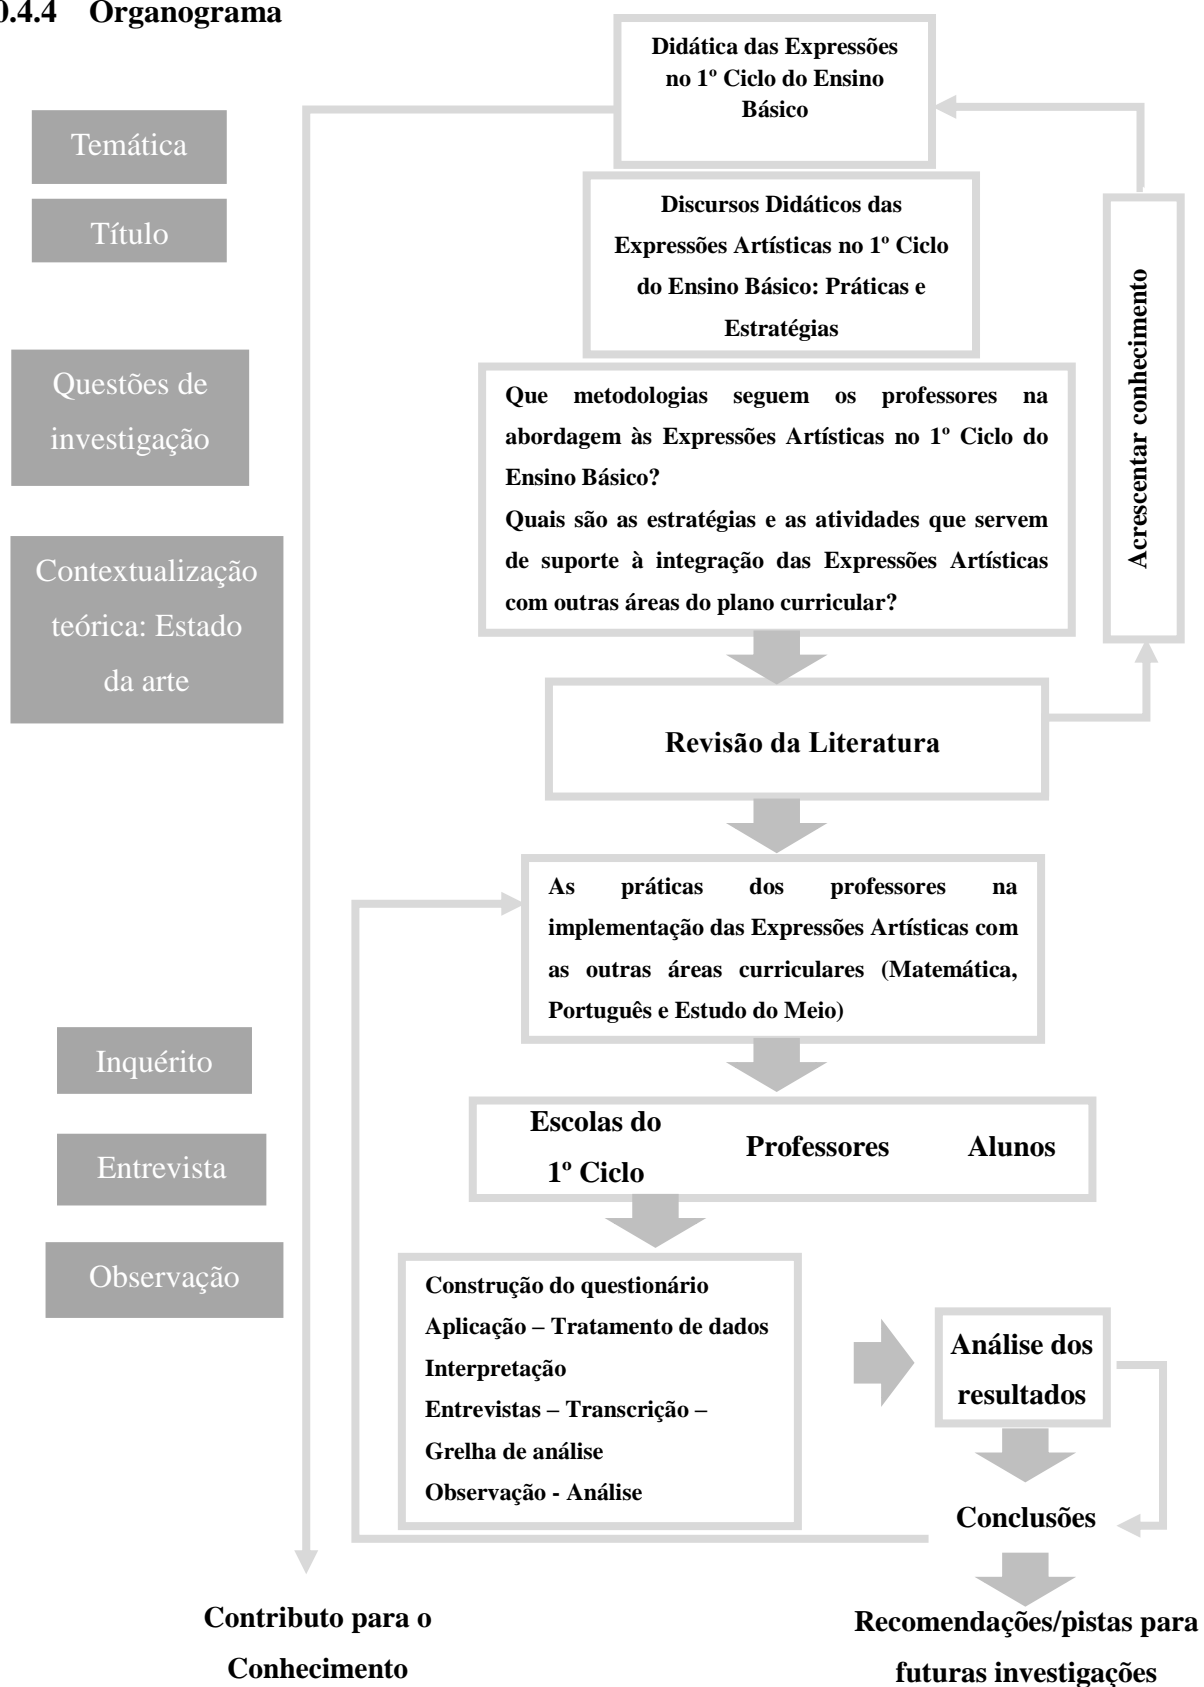 0.4.4 Organograma
Didática das Expressões
no 1º Ciclo do Ensino
Básico
Temática
Título
Discursos Didáticos das
Expressões Artísticas no 1º Ciclo
do Ensino Básico: Práticas e
Estratégias
Acrescentar conhecimento
Questões de
investigação
Que metodologias seguem os professores na
abordagem às Expressões Artísticas no 1º Ciclo do
Ensino Básico?
Quais são as estratégias e as atividades que servem
de suporte à integração das Expressões Artísticas
com outras áreas do plano curricular?
Contextualização
teórica: Estado
da arte
Revisão da Literatura
As práticas dos professores na
implementação das Expressões Artísticas com
as outras áreas curriculares (Matemática,
Português e Estudo do Meio)
Inquérito
Entrevista
Observação
Escolas do
1º Ciclo
Professores
Alunos
Construção do questionário
Aplicação – Tratamento de dados
Interpretação
Entrevistas – Transcrição –
Grelha de análise
Observação - Análise
Análise dos
resultados
Conclusões
Contributo para o
Conhecimento
Recomendações/pistas para
futuras investigações